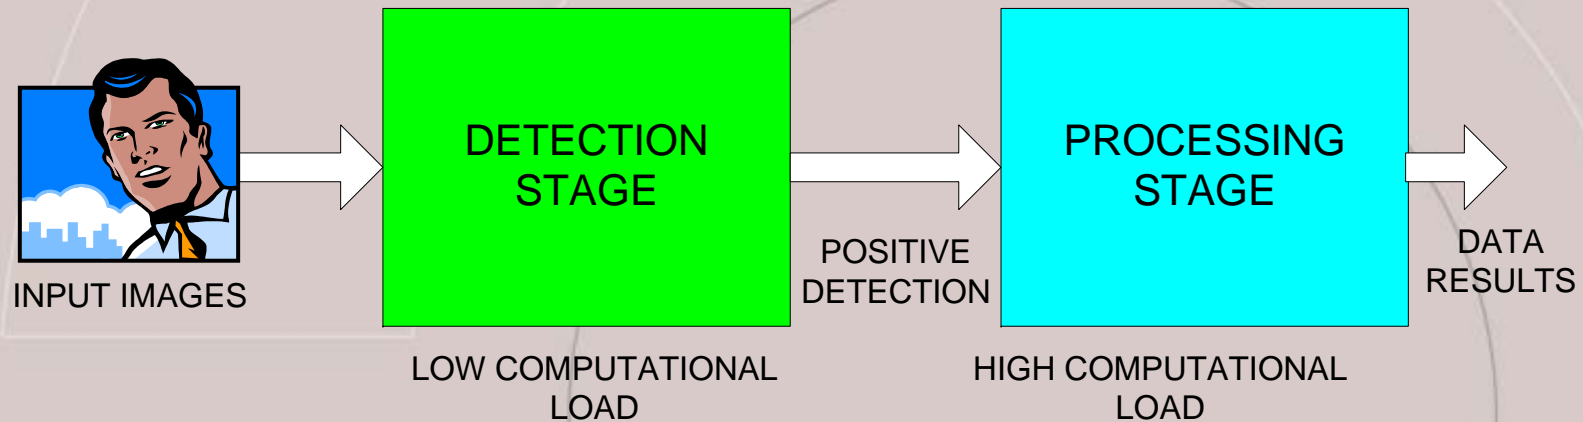 DETECTION
STAGE
PROCESSING
STAGE
INPUT IMAGES
POSITIVE
DETECTION
DATA
RESULTS
LOW COMPUTATIONAL
LOAD
HIGH COMPUTATIONAL
LOAD